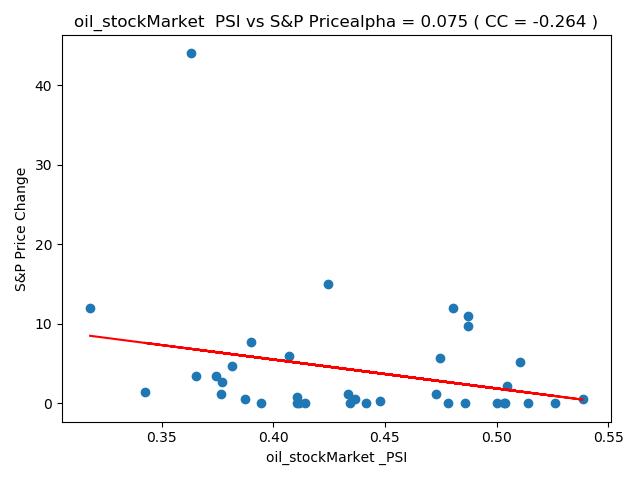 oil_stockMarket  PSI vs S&P Pricealpha = 0.075 ( CC = -0.264 )
40
30
20
10
0
S&P Price Change
0.35 0.40 0.45 0.50 0.55
oil_stockMarket _PSI